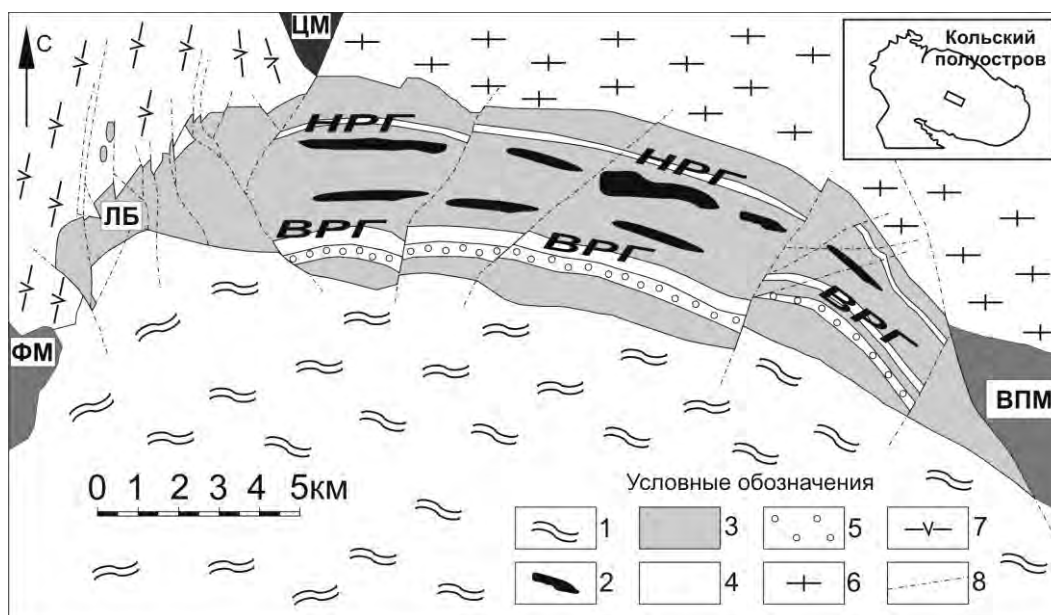 ЦМ
С
Кольский
полуостров
НРГ
НРГ
ЛБ
ВРГ
ВРГ
ВРГ
ФМ
ВПМ
0 1 2 3 4 5км
Условные обозначения
1 3 5 7
2 4 6 8